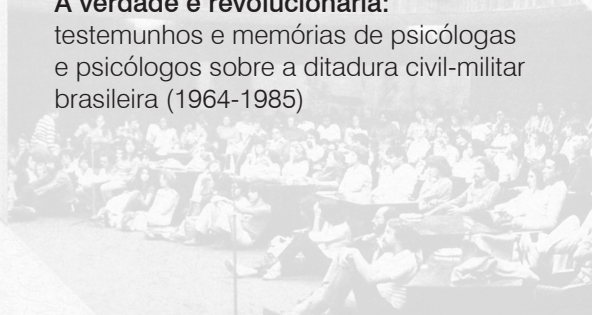 A verdade é revolucionária:
testemunhos e memórias de psicólogas
e psicólogos sobre a ditadura civil-militar
brasileira (1964-1985)